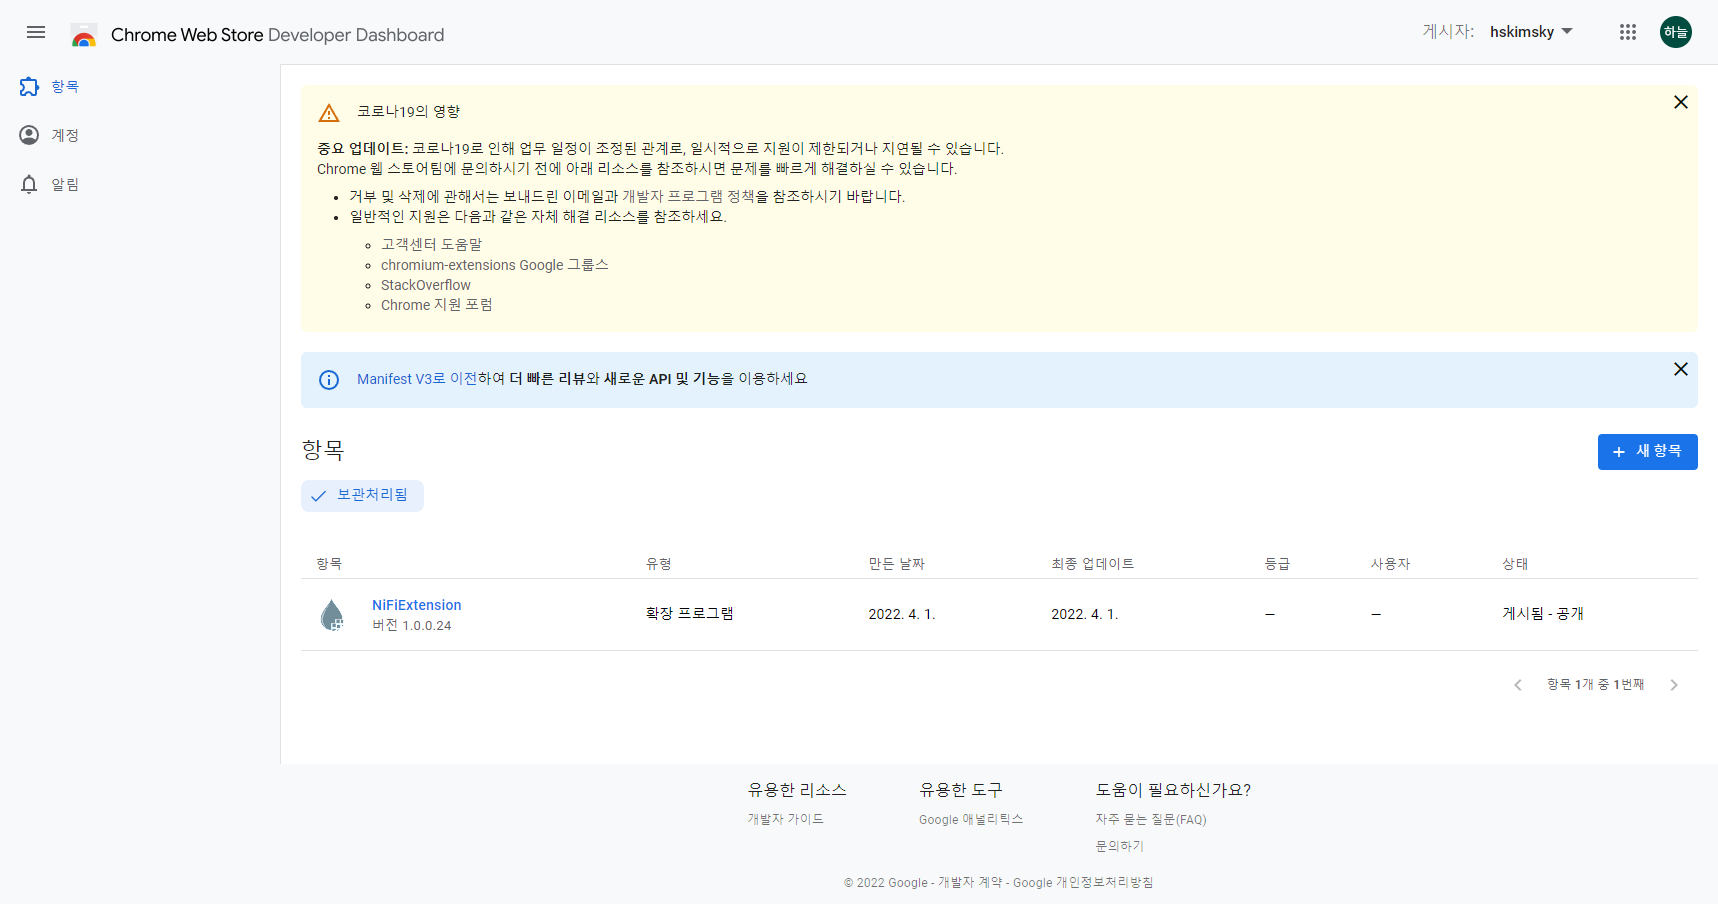 Chrome Web Store Developer Dashboard
게시자: hskimsky
하늘
항목
계정
알림
코로나19의 영향
중요 업데이트: 코로나19로 인해 업무 일정이 조정된 관계로, 일시적으로 지원이 제한되거나 지연될 수 있습니다.
Chrome 웹 스토어팀에 문의하시기 전에 아래 리소스를 참조하시면 문제를 빠르게 해결하실 수 있습니다.
거부 및 삭제에 관해서는 보내드린 이메일과 개발자 프로그램 정책을 참조하시기 바랍니다.
일반적인 지원은 다음과 같은 자체 해결 리소스를 참조하세요.
고객센터 도움말
chromium-extensions Google 그룹스
StackOverflow
Chrome 지원 포럼
Manifest V3로 이전하여 더 빠른 리뷰와 새로운 API 및 기능을 이용하세요
항목
+ 새 항목
보관처리됨
항목 유형 만든 날짜 최종 업데이트 등급 사용자 상태
NiFiExtension
버전 1.0.0.24
확장 프로그램 2022. 4. 1. 2022. 4. 1. – – 게시됨 - 공개
항목 1개 중 1번째
유용한 리소스 유용한 도구 도움이 필요하신가요?
개발자 가이드 Google 애널리틱스 자주 묻는 질문(FAQ)
문의하기
© 2022 Google - 개발자 계약 - Google 개인정보처리방침